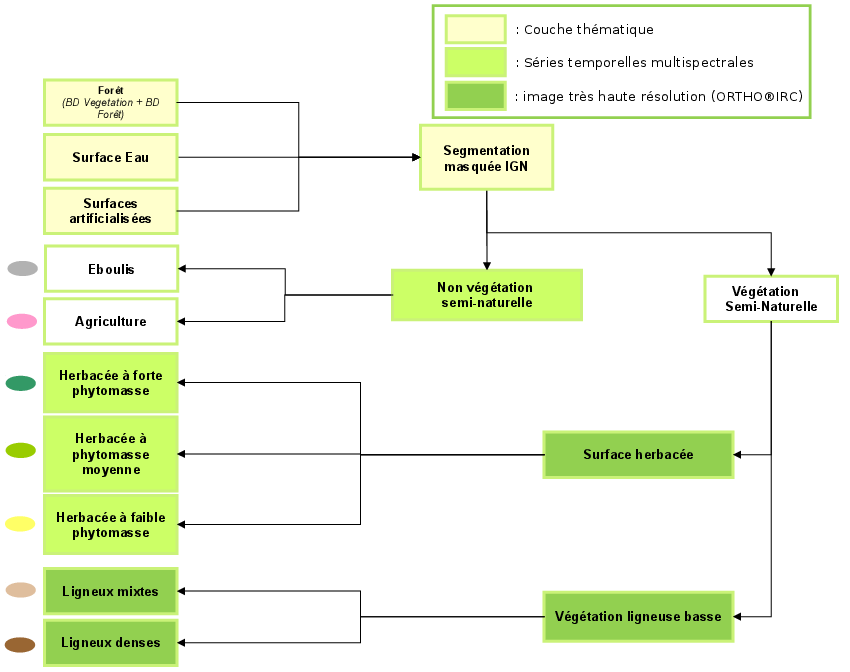 : Couche thématique
: Séries temporelles multispectrales
: image très haute résolution (ORTHO®IRC)
Forêt
(BD Vegetation + BD
Forêt)
Surface Eau
Surfaces
artificialisées
Segmentation
masquée IGN
Eboulis
Agriculture
Non végétation
semi-naturelle
Végétation
Semi-Naturelle
Herbacée à forte
phytomasse
Herbacée à
phytomasse
moyenne
Herbacée à faible
phytomasse
Surface herbacée
Ligneux mixtes
Ligneux denses
Végétation ligneuse basse